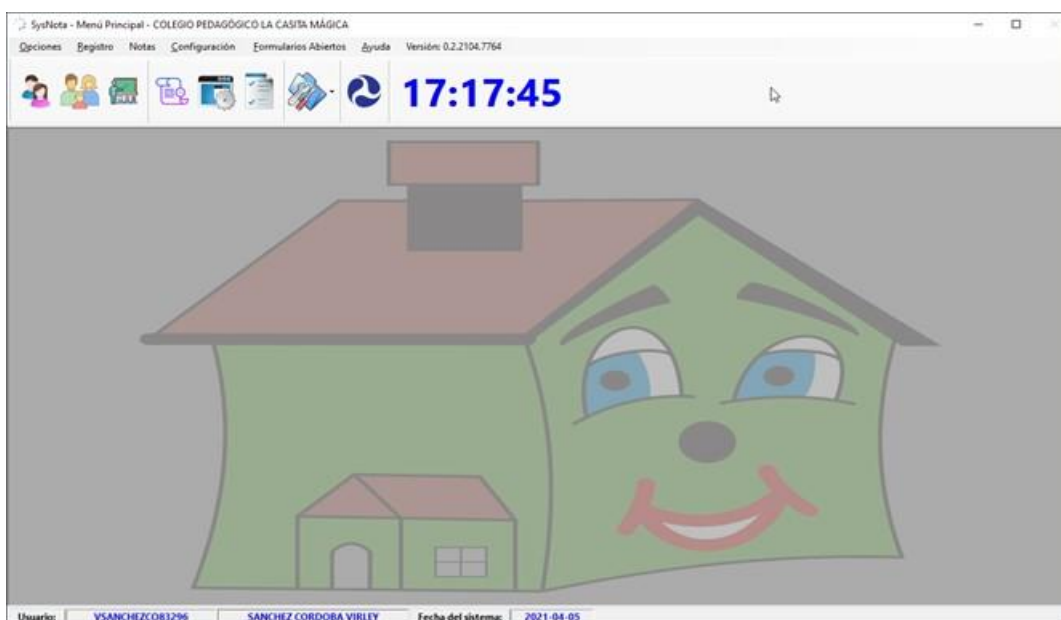 SysNota - Menú Principal - COLEGIO PEDAGÓGICO LA CASITA MÁGICA
Opciones Registro Notas Configuración Formularios Abiertos Ayuda Versión: 0.2.2104.7764
17:17:45
Usuario: VSANCHEZCO83296 SANCHEZ CORDOBA VIRLEY Fecha del sistema: 2021-04-05